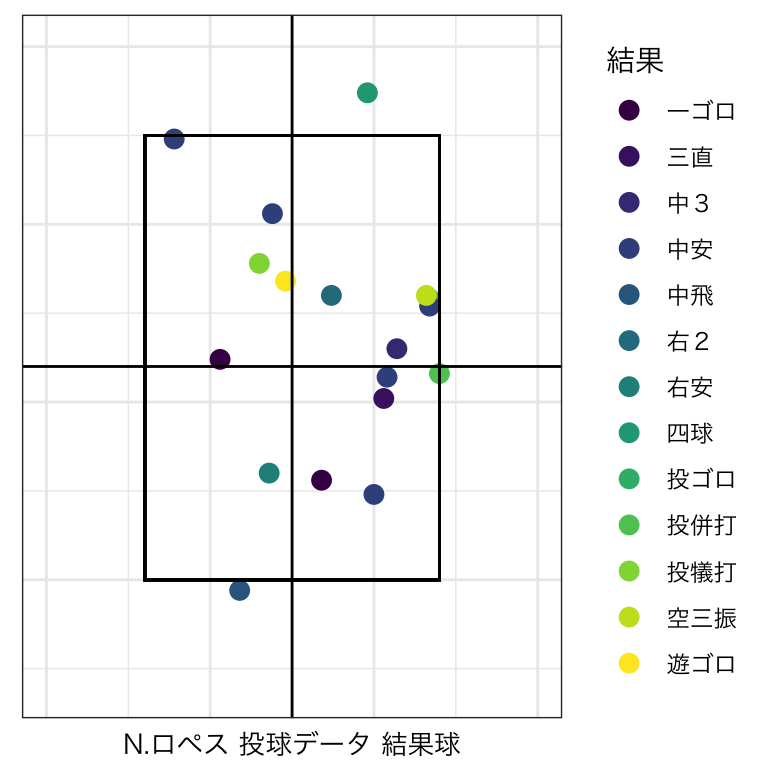 結果
一ゴロ
三直
中３
中安
中飛
右２
右安
四球
投ゴロ
投併打
投犠打
空三振
遊ゴロ
N.ロペス 投球データ 結果球